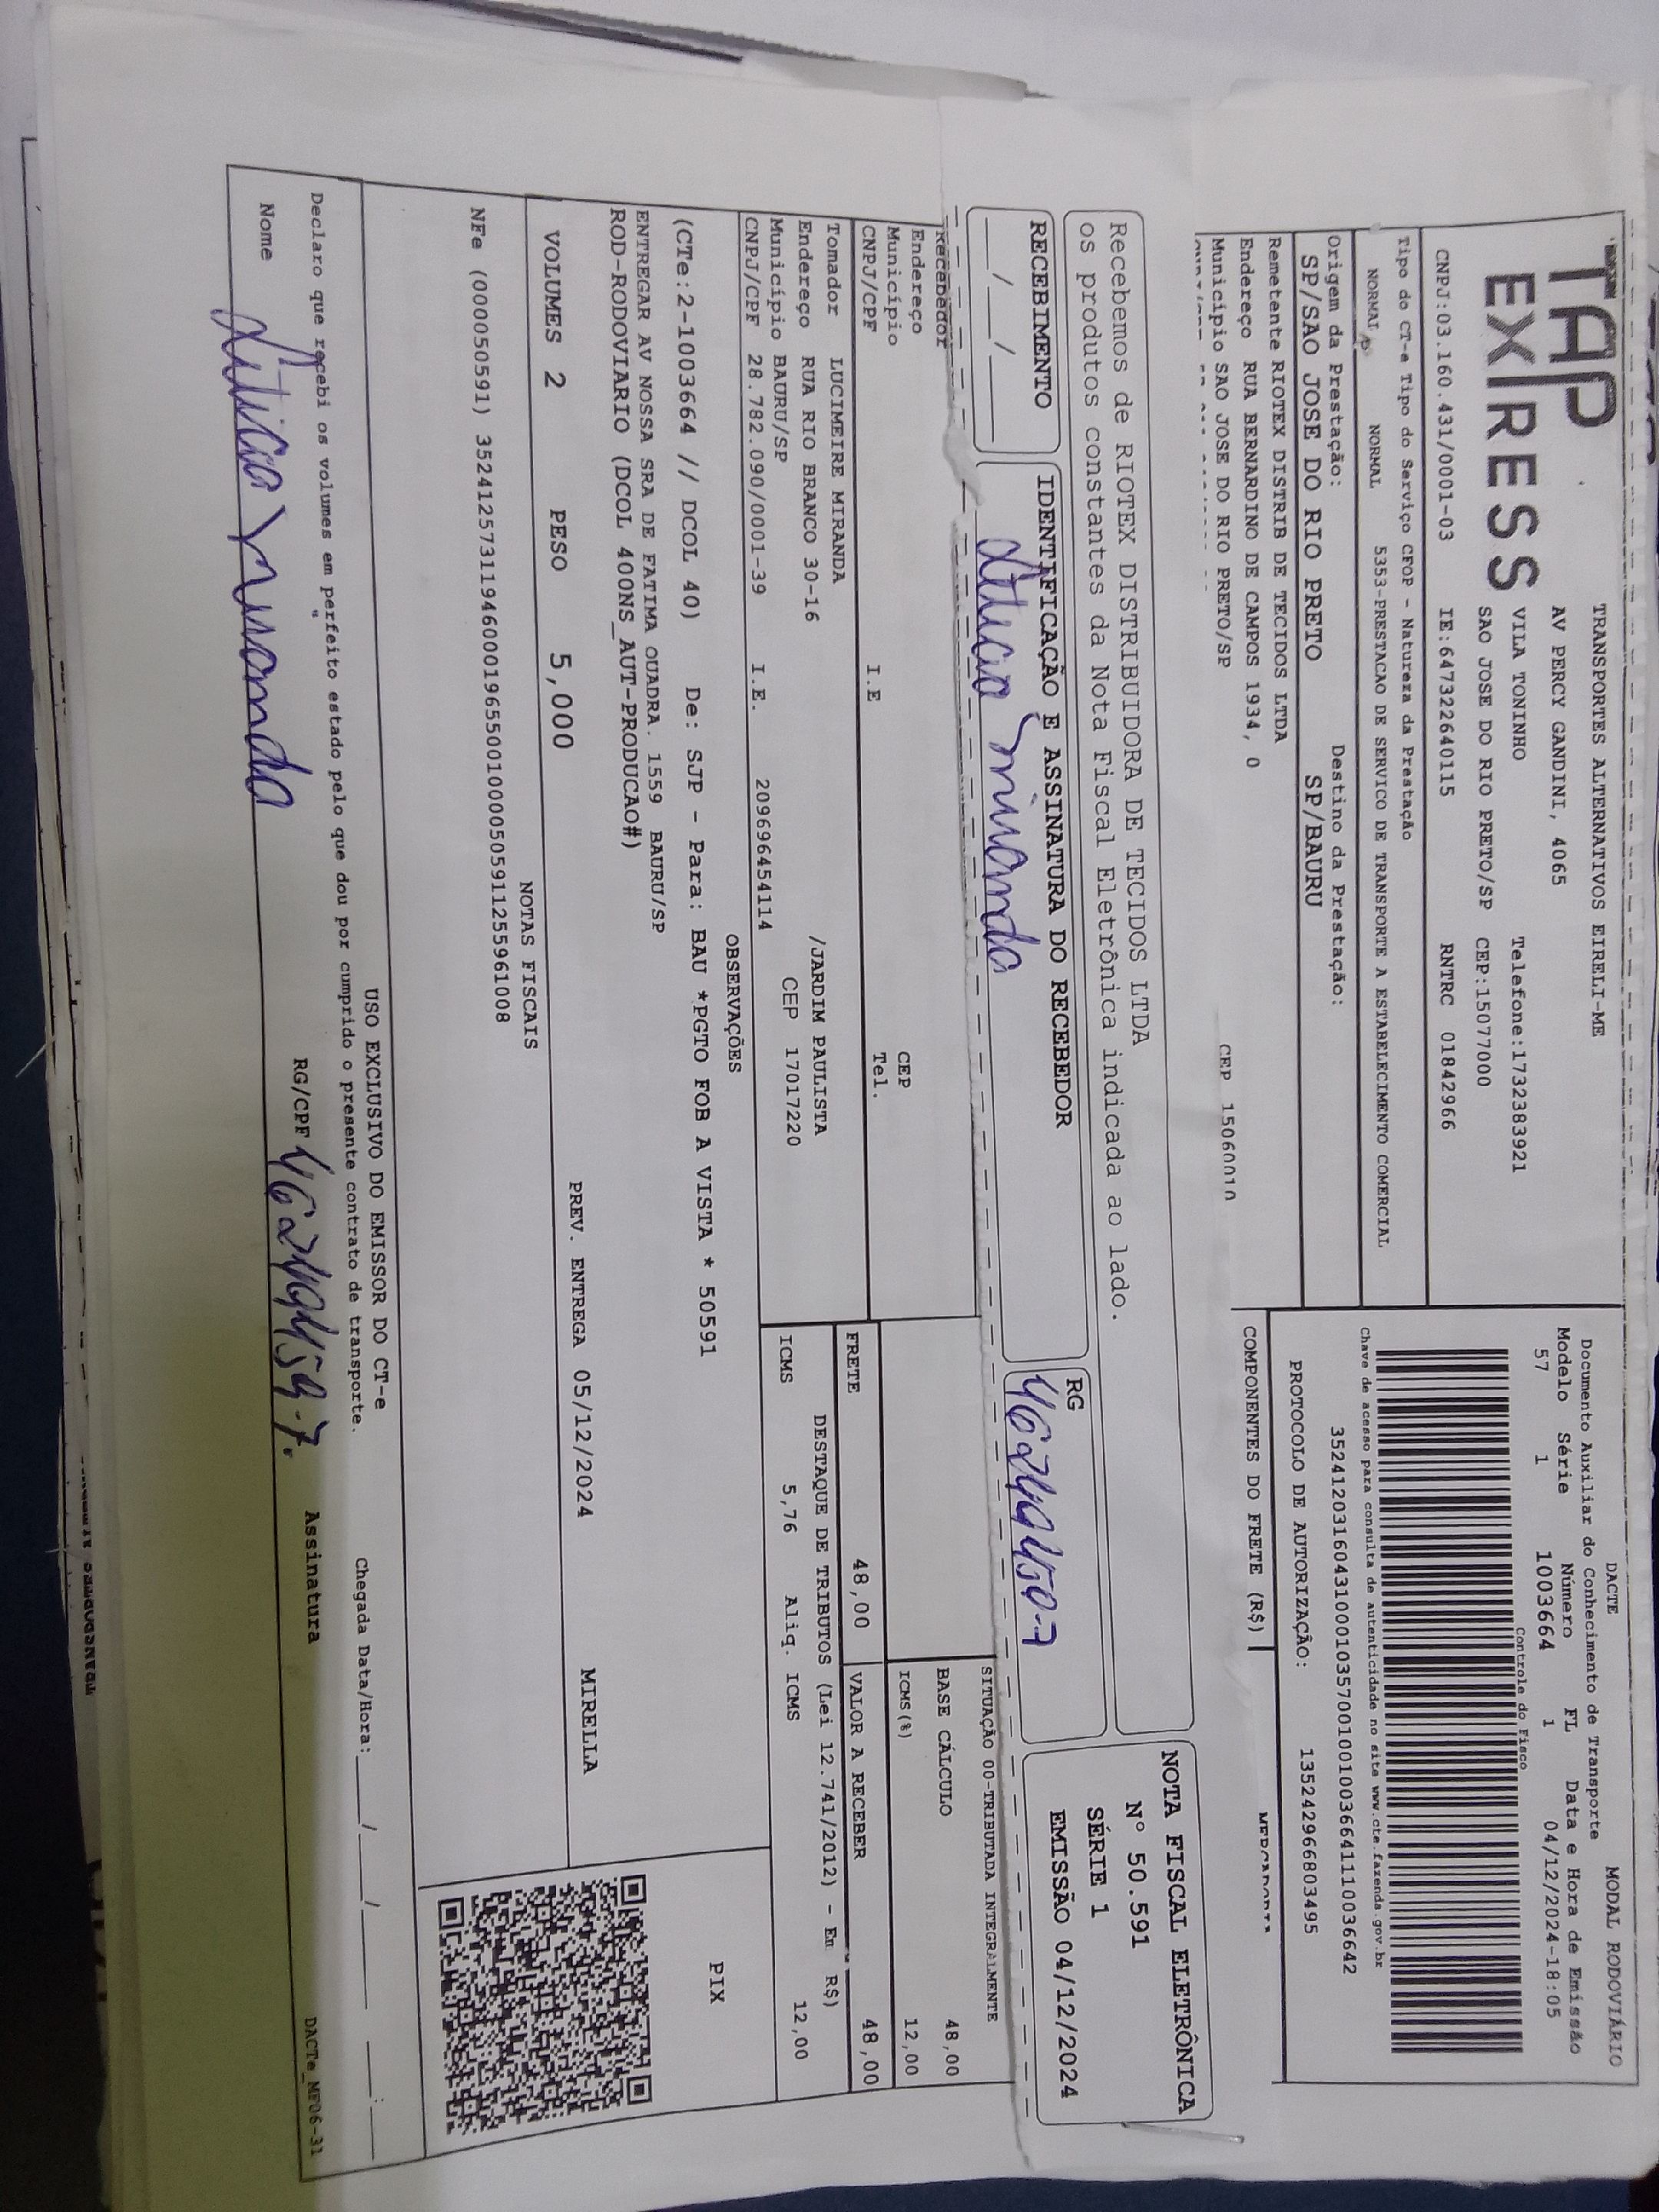 TAP
EXPRESS
TRANSPORTES ALTERNATIVOS EIRELI-ME
AV PERCY GANDINI, 4065
VILA TONINHO Telefone:1732383921
SAO JOSE DO RIO PRETO/SP CEP:15077000
CNPJ:03.160.431/0001-03 IE:647322640115 RNTRC 01842966
Tipo do CT-e Tipo do Serviço CFOP - Natureza da Prestação
NORMAL NORMAL 5353-PRESTACAO DE SERVICO DE TRANSPORTE A ESTABELECIMENTO COMERCIAL
Origem da Prestação: Destino da Prestação:
SP/SAO JOSE DO RIO PRETO SP/BAURU
Remetente RIOTEX DISTRIB DE TECIDOS LTDA
Endereço RUA BERNARDINO DE CAMPOS 1934, 0
Município SAO JOSE DO RIO PRETO/SP CEP 15060010
DACTE MODAL RODOVIÁRIO
Documento Auxiliar do Conhecimento de Transporte
Modelo Série Número FL Data e Hora de Emissão
57 1 1003664 1 04/12/2024-18:05
Controle do Fisco
Chave de acesso para consulta de autenticidade no site www.cte.fazenda.gov.br
35241203160431000103570010010036641110036642
PROTOCOLO DE AUTORIZAÇÃO: 135242966803495
COMPONENTES DO FRETE (R$)
Recebemos de RIOTEX DISTRIBUIDORA DE TECIDOS LTDA
os produtos constantes da Nota Fiscal Eletrônica indicada ao lado.
RECEBIMENTO
___/___/_____
IDENTIFICAÇÃO E ASSINATURA DO RECEBEDOR
Leticia Miranda
RG
462494459-7
NOTA FISCAL ELETRÔNICA
Nº 50.591
SÉRIE 1
EMISSÃO 04/12/2024
Recebedor
Endereço
Município CEP
CNPJ/CPF I.E Tel.
SITUAÇÃO 00-TRIBUTADA INTEGRALMENTE
BASE CÁLCULO 48,00
ICMS(%) 12,00
FRETE 48,00 VALOR A RECEBER 48,00
Tomador LUCIMEIRE MIRANDA
Endereço RUA RIO BRANCO 30-16 /JARDIM PAULISTA
Município BAURU/SP CEP 17017220
CNPJ/CPF 28.782.090/0001-39 I.E. 209696454114
DESTAQUE DE TRIBUTOS (Lei 12.741/2012) - Em R$)
ICMS 5,76 Aliq. ICMS 12,00
OBSERVAÇÕES
(CTe:2-1003664 // DCOL 40) De: SJP - Para: BAU *PGTO FOB A VISTA * 50591
ENTREGAR AV NOSSA SRA DE FATIMA QUADRA. 1559 BAURU/SP
ROD-RODOVIARIO (DCOL 400NS_AUT-PRODUCAO#)
PIX
VOLUMES 2 PESO 5,000 PREV. ENTREGA 05/12/2024 MIRELLA
NOTAS FISCAIS
NFe (000050591) 35241257311946000196550010000505911255961008
USO EXCLUSIVO DO EMISSOR DO CT-e
Declaro que recebi os volumes em perfeito estado pelo que dou por cumprido o presente contrato de transporte. Chegada Data/Hora:____/____/_____ ___:___
Nome Leticia Miranda RG/CPF 462494459-7. Assinatura
DACTe_MF06-31